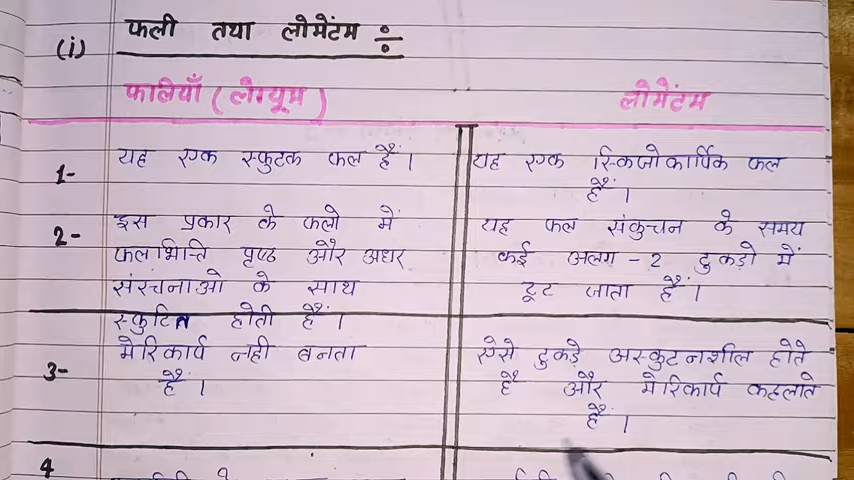 (i) फली तथा लोमेंटम ÷
फालियाँ (लेग्यूम)
लोमेंटम
1- यह एक स्फुटक फल हैं।
यह एक स्किजोकार्पिक फल
हैं।
2- इस प्रकार के फलो में
फलभित्ति पृष्ठ और अधर
संरचनाओ के साथ
स्फुटित होती हैं।
यह फल संकुचन के समय
कई अलग-2 टुकड़ो में
टूट जाता हैं।
3- मेरिकार्प नही बनता
हैं।
ऐसे टुकड़े अस्फुटनशील होते
है और मेरिकार्प कहलाते
हैं।
4